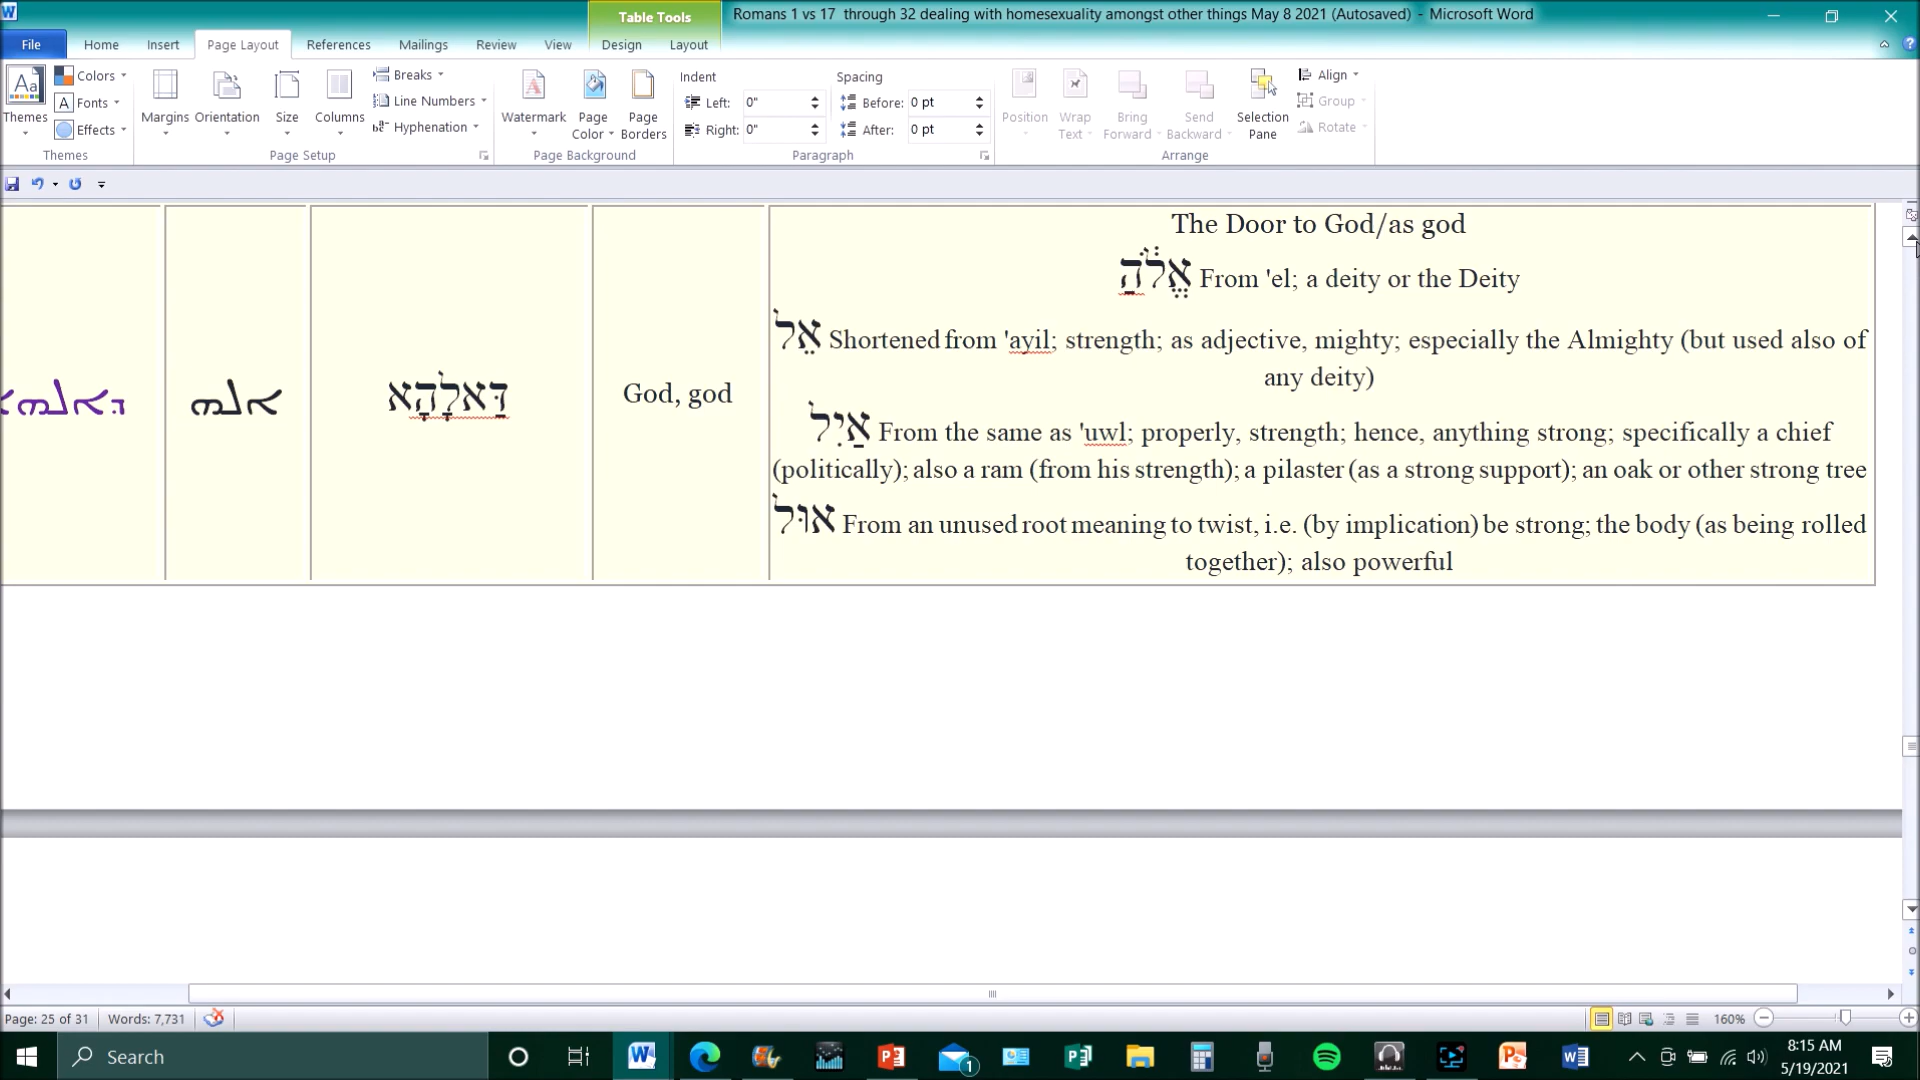 Table Tools
Romans 1 vs 17 through 32 dealing with homesexuality amongst other things May 8 2021 (Autosaved) - Microsoft Word
File Home Insert Page Layout References Mailings Review View Design Layout
Colors
Fonts
Effects
Themes
Themes
Margins Orientation Size Columns
Breaks
Line Numbers
Hyphenation
Page Setup
Watermark Page Color Page Borders
Page Background
Indent
Left: 0"
Right: 0"
Spacing
Before: 0 pt
After: 0 pt
Paragraph
Position Wrap Text Bring Forward Send Backward Selection Pane
Align
Group
Rotate
Arrange
ܐܠܗ
דַּאלָהָא
God, god
The Door to God/as god
אֱלֹהַּ From 'el; a deity or the Deity
אֵל Shortened from 'ayil; strength; as adjective, mighty; especially the Almighty (but used also of
any deity)
אַיִל From the same as 'uwl; properly, strength; hence, anything strong; specifically a chief
(politically); also a ram (from his strength); a pilaster (as a strong support); an oak or other strong tree
אוּל From an unused root meaning to twist, i.e. (by implication) be strong; the body (as being rolled
together); also powerful
Page: 25 of 31 Words: 7,731
160%
Search
1
8:15 AM
5/19/2021